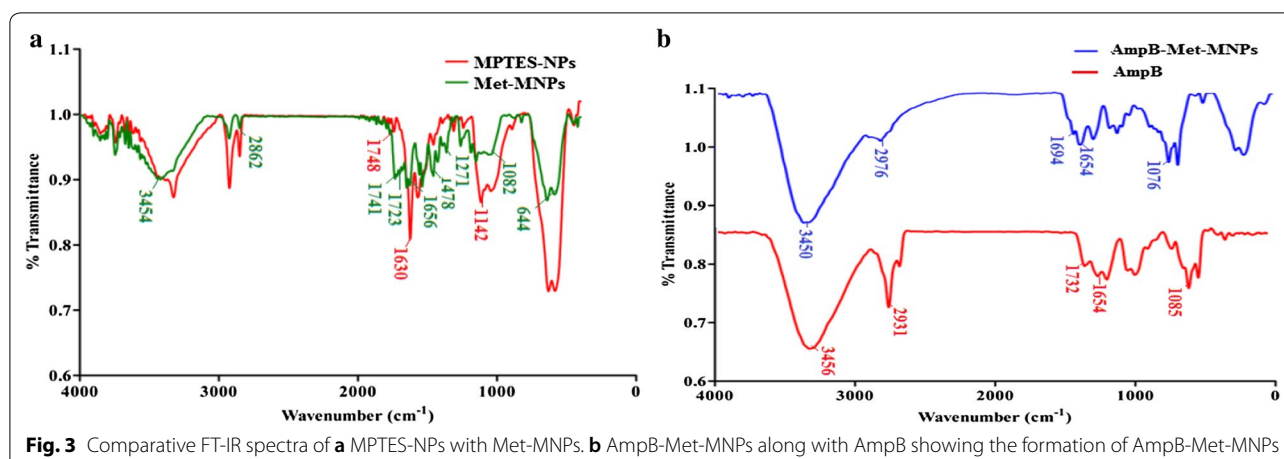 a
1.1
1.0
0.9
0.8
0.7
0.6
% Transmittance
MPTES-NPs
Met-MNPs
3454
2862
1748
1741
1723
1630
1656
1478
1271
1142
1082
644
4000 3000 2000 1000 0
Wavenumber (cm-1)
b
1.1
1.1
1.0
0.9
0.8
0.7
0.6
% Transmittance
AmpB-Met-MNPs
AmpB
3450
2976
1694
1654
1076
3456
2931
1732
1654
1085
4000 3000 2000 1000 0
Wavenumber (cm-1)
Fig. 3 Comparative FT-IR spectra of a MPTES-NPs with Met-MNPs. b AmpB-Met-MNPs along with AmpB showing the formation of AmpB-Met-MNPs